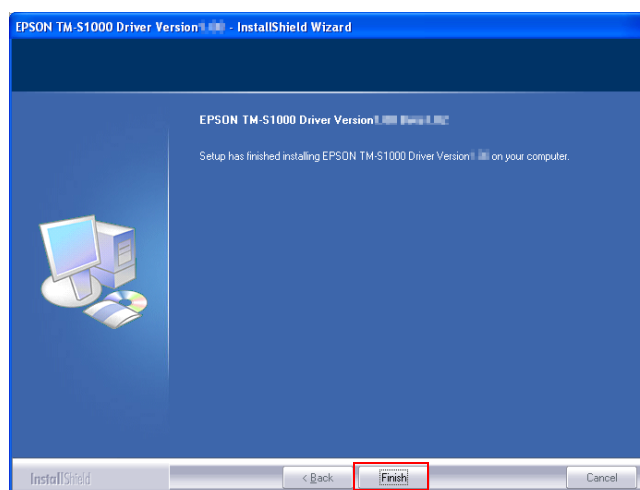 EPSON TM-S1000 Driver Version - InstallShield Wizard
EPSON TM-S1000 Driver Version
Setup has finished installing EPSON TM-S1000 Driver Version on your computer.
InstallShield
< Back
Finish
Cancel